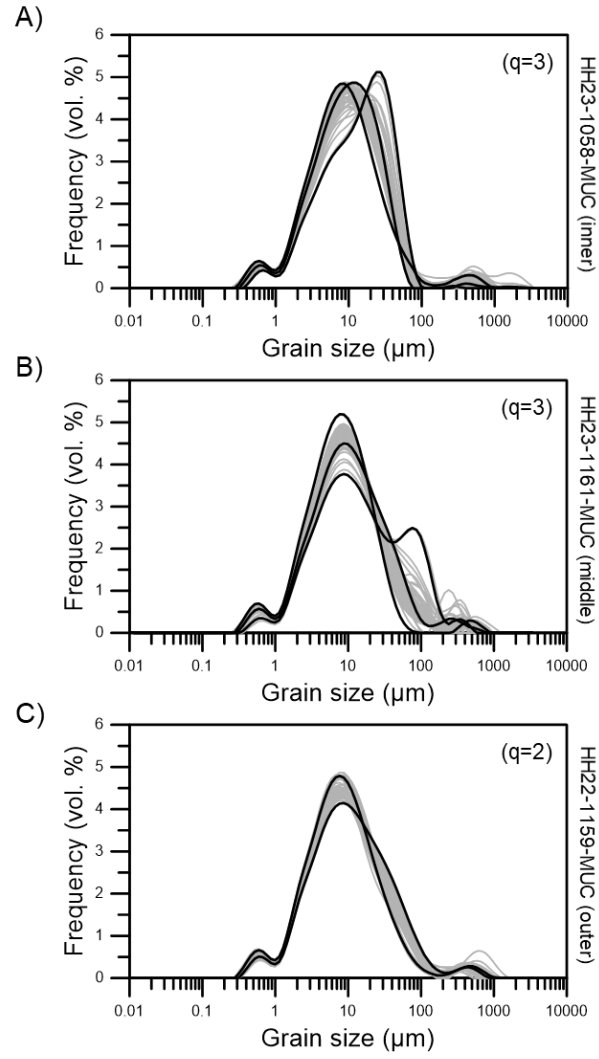 A)
6
5
4
3
2
1
0
Frequency (vol. %)
(q=3)
HH23-1058-MUC (inner)
0.01 0.1 1 10 100 1000 10000
Grain size (µm)
B)
6
5
4
3
2
1
0
Frequency (vol. %)
(q=3)
HH23-1161-MUC (middle)
0.01 0.1 1 10 100 1000 10000
Grain size (µm)
C)
6
5
4
3
2
1
0
Frequency (vol. %)
(q=2)
HH22-1159-MUC (outer)
0.01 0.1 1 10 100 1000 10000
Grain size (µm)